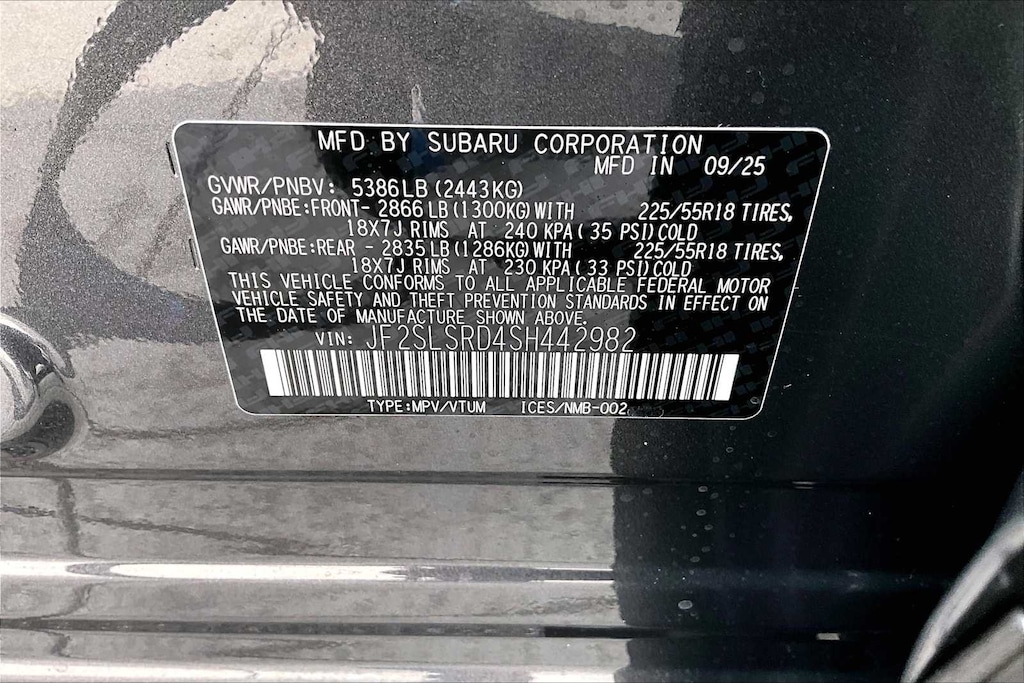 MFD BY SUBARU CORPORATION
MFD IN 09/25
GVWR/PNBV: 5386LB (2443KG)
GAWR/PNBE:FRONT- 2866 LB (1300KG) WITH 225/55R18 TIRES,
18X7J RIMS AT 240 KPA ( 35 PSI) COLD
GAWR/PNBE:REAR - 2835 LB (1286KG) WITH 225/55R18 TIRES,
18X7J RIMS AT 230 KPA ( 33 PSI) COLD
THIS VEHICLE CONFORMS TO ALL APPLICABLE FEDERAL MOTOR
VEHICLE SAFETY AND THEFT PREVENTION STANDARDS IN EFFECT ON
THE DATE OF MANUFACTURE SHOWN ABOVE.
VIN: JF2SLSRD4SH442982
TYPE:MPV/VTUM ICES/NMB-002